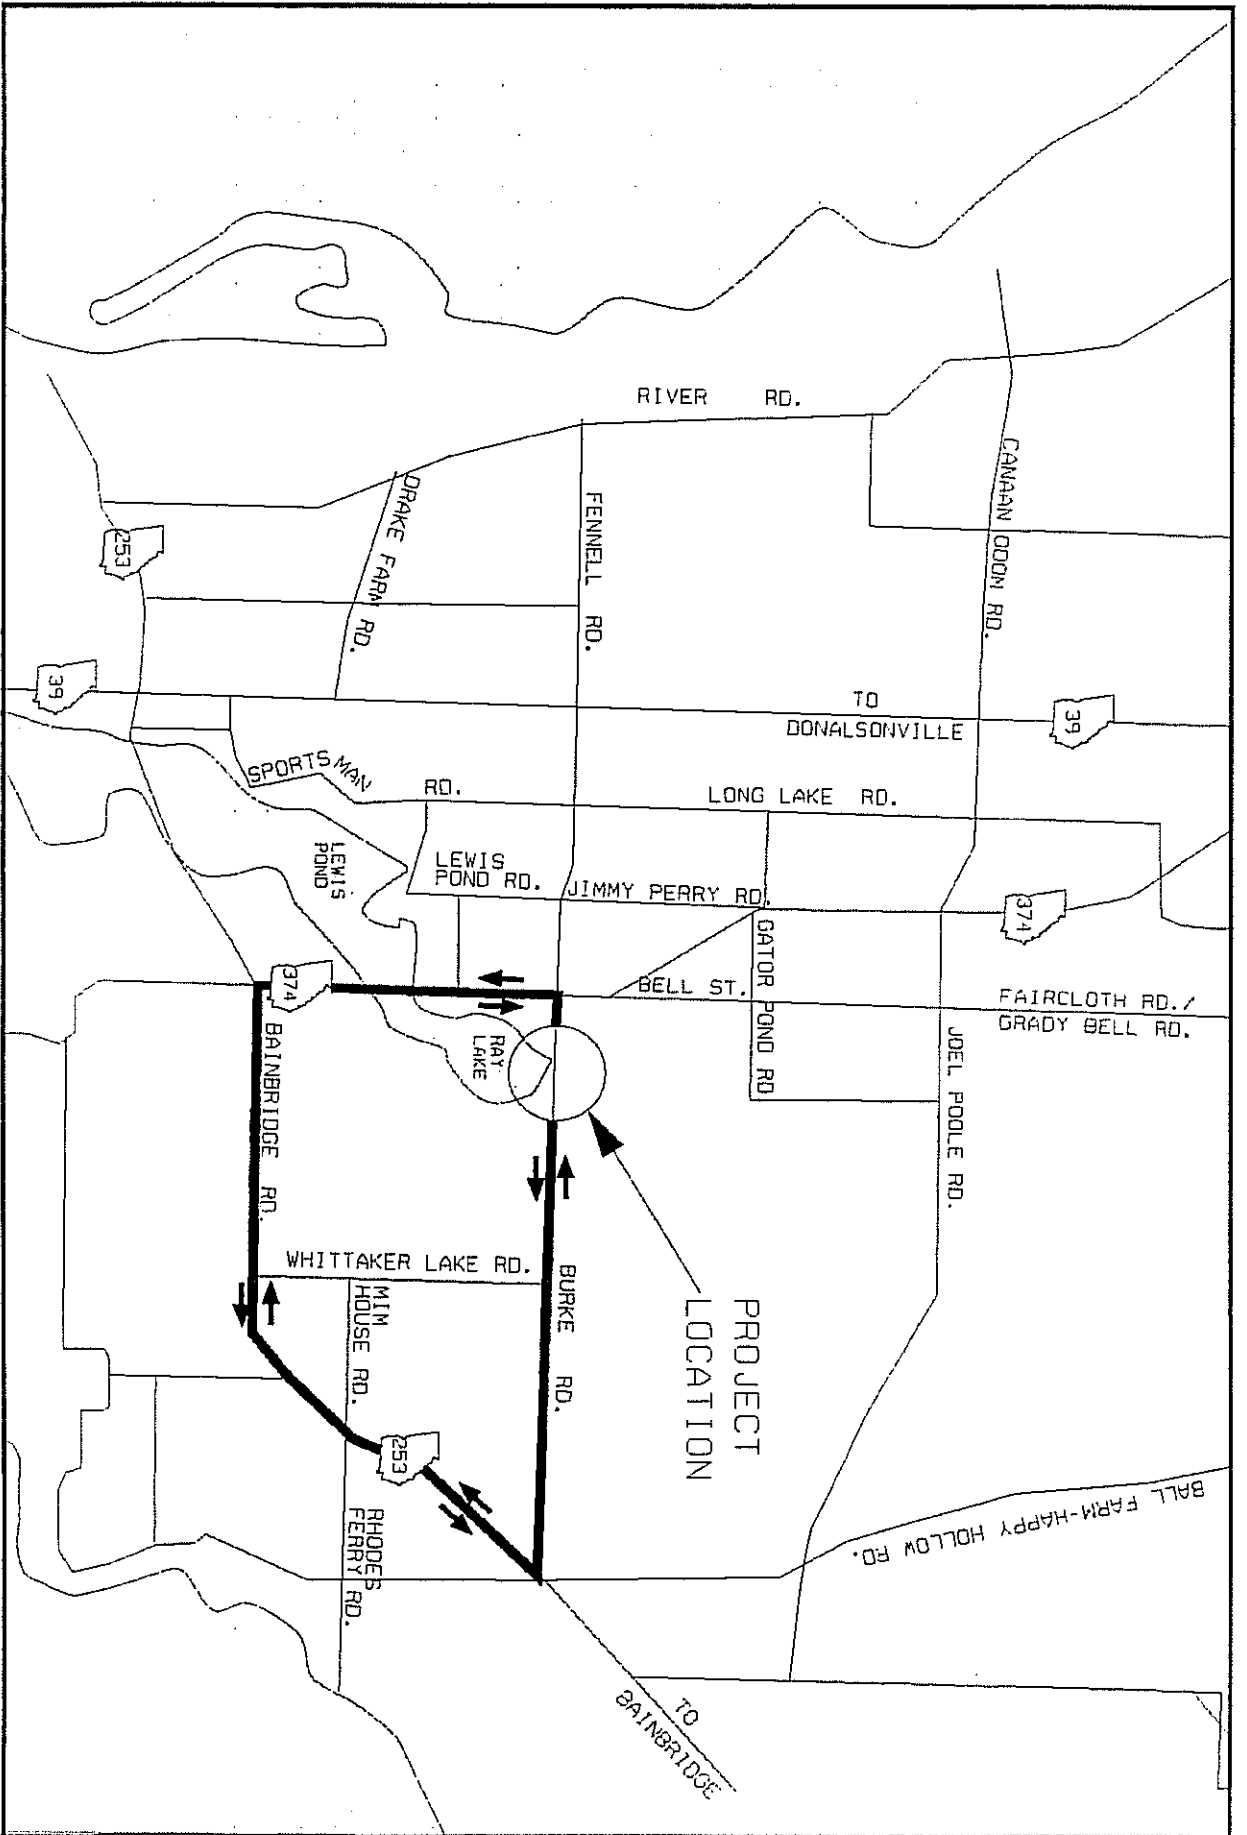 RIVER RD.
CANAAN ODOM RD.
FENNELL RD.
DRAKE FARM RD.
253
39
TO
DONALSONVILLE
39
SPORTSMAN RD.
LONG LAKE RD.
LEWIS
POND
LEWIS
POND RD.
JIMMY PERRY RD.
374
GATOR POND RD
BELL ST.
FAIRCLOTH RD./
GRADY BELL RD.
374
BAINBRIDGE RD.
RAY
LAKE
JOEL POOLE RD.
WHITTAKER LAKE RD.
MIM
HOUSE RD.
BURKE RD.
PROJECT
LOCATION
253
RHODES
FERRY RD.
BALL FARM-HAPPY HOLLOW RD.
TO
BAINBRIDGE